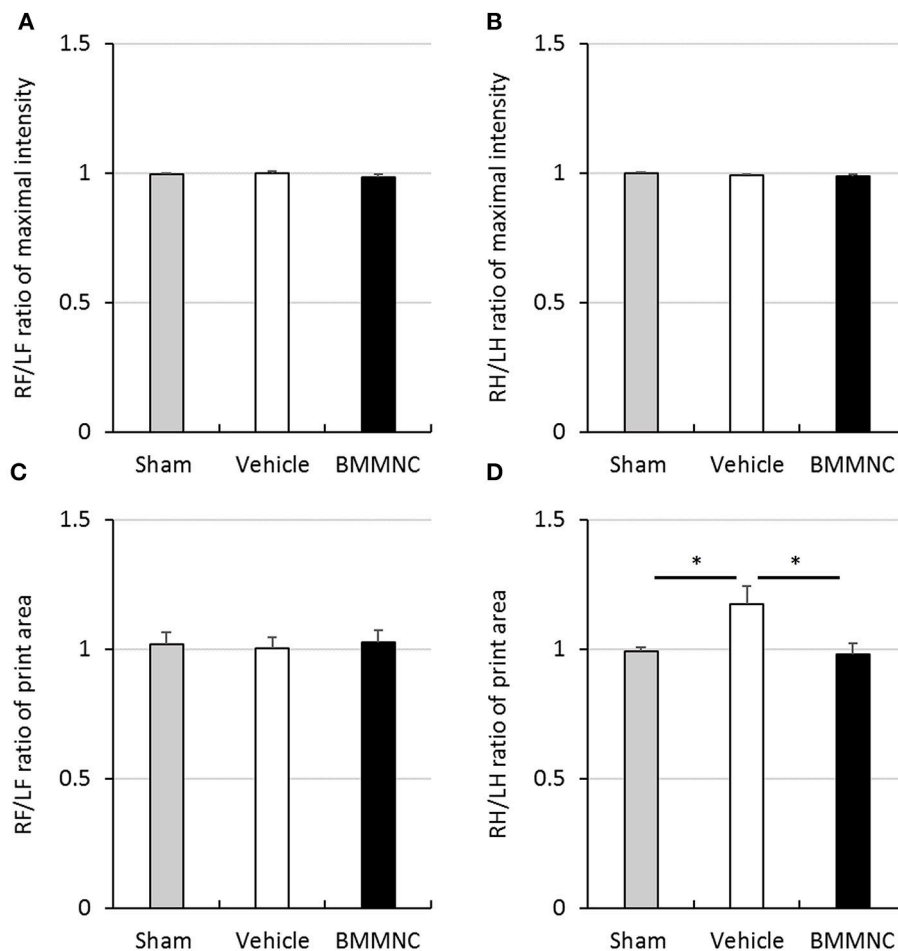 A
RF/LF ratio of maximal intensity
1.5
1
0.5
0
Sham Vehicle BMMNC
B
RH/LH ratio of maximal intensity
1.5
1
0.5
0
Sham Vehicle BMMNC
C
RF/LF ratio of print area
1.5
1
0.5
0
Sham Vehicle BMMNC
D
RH/LH ratio of print area
1.5
1
0.5
0
* *
Sham Vehicle BMMNC